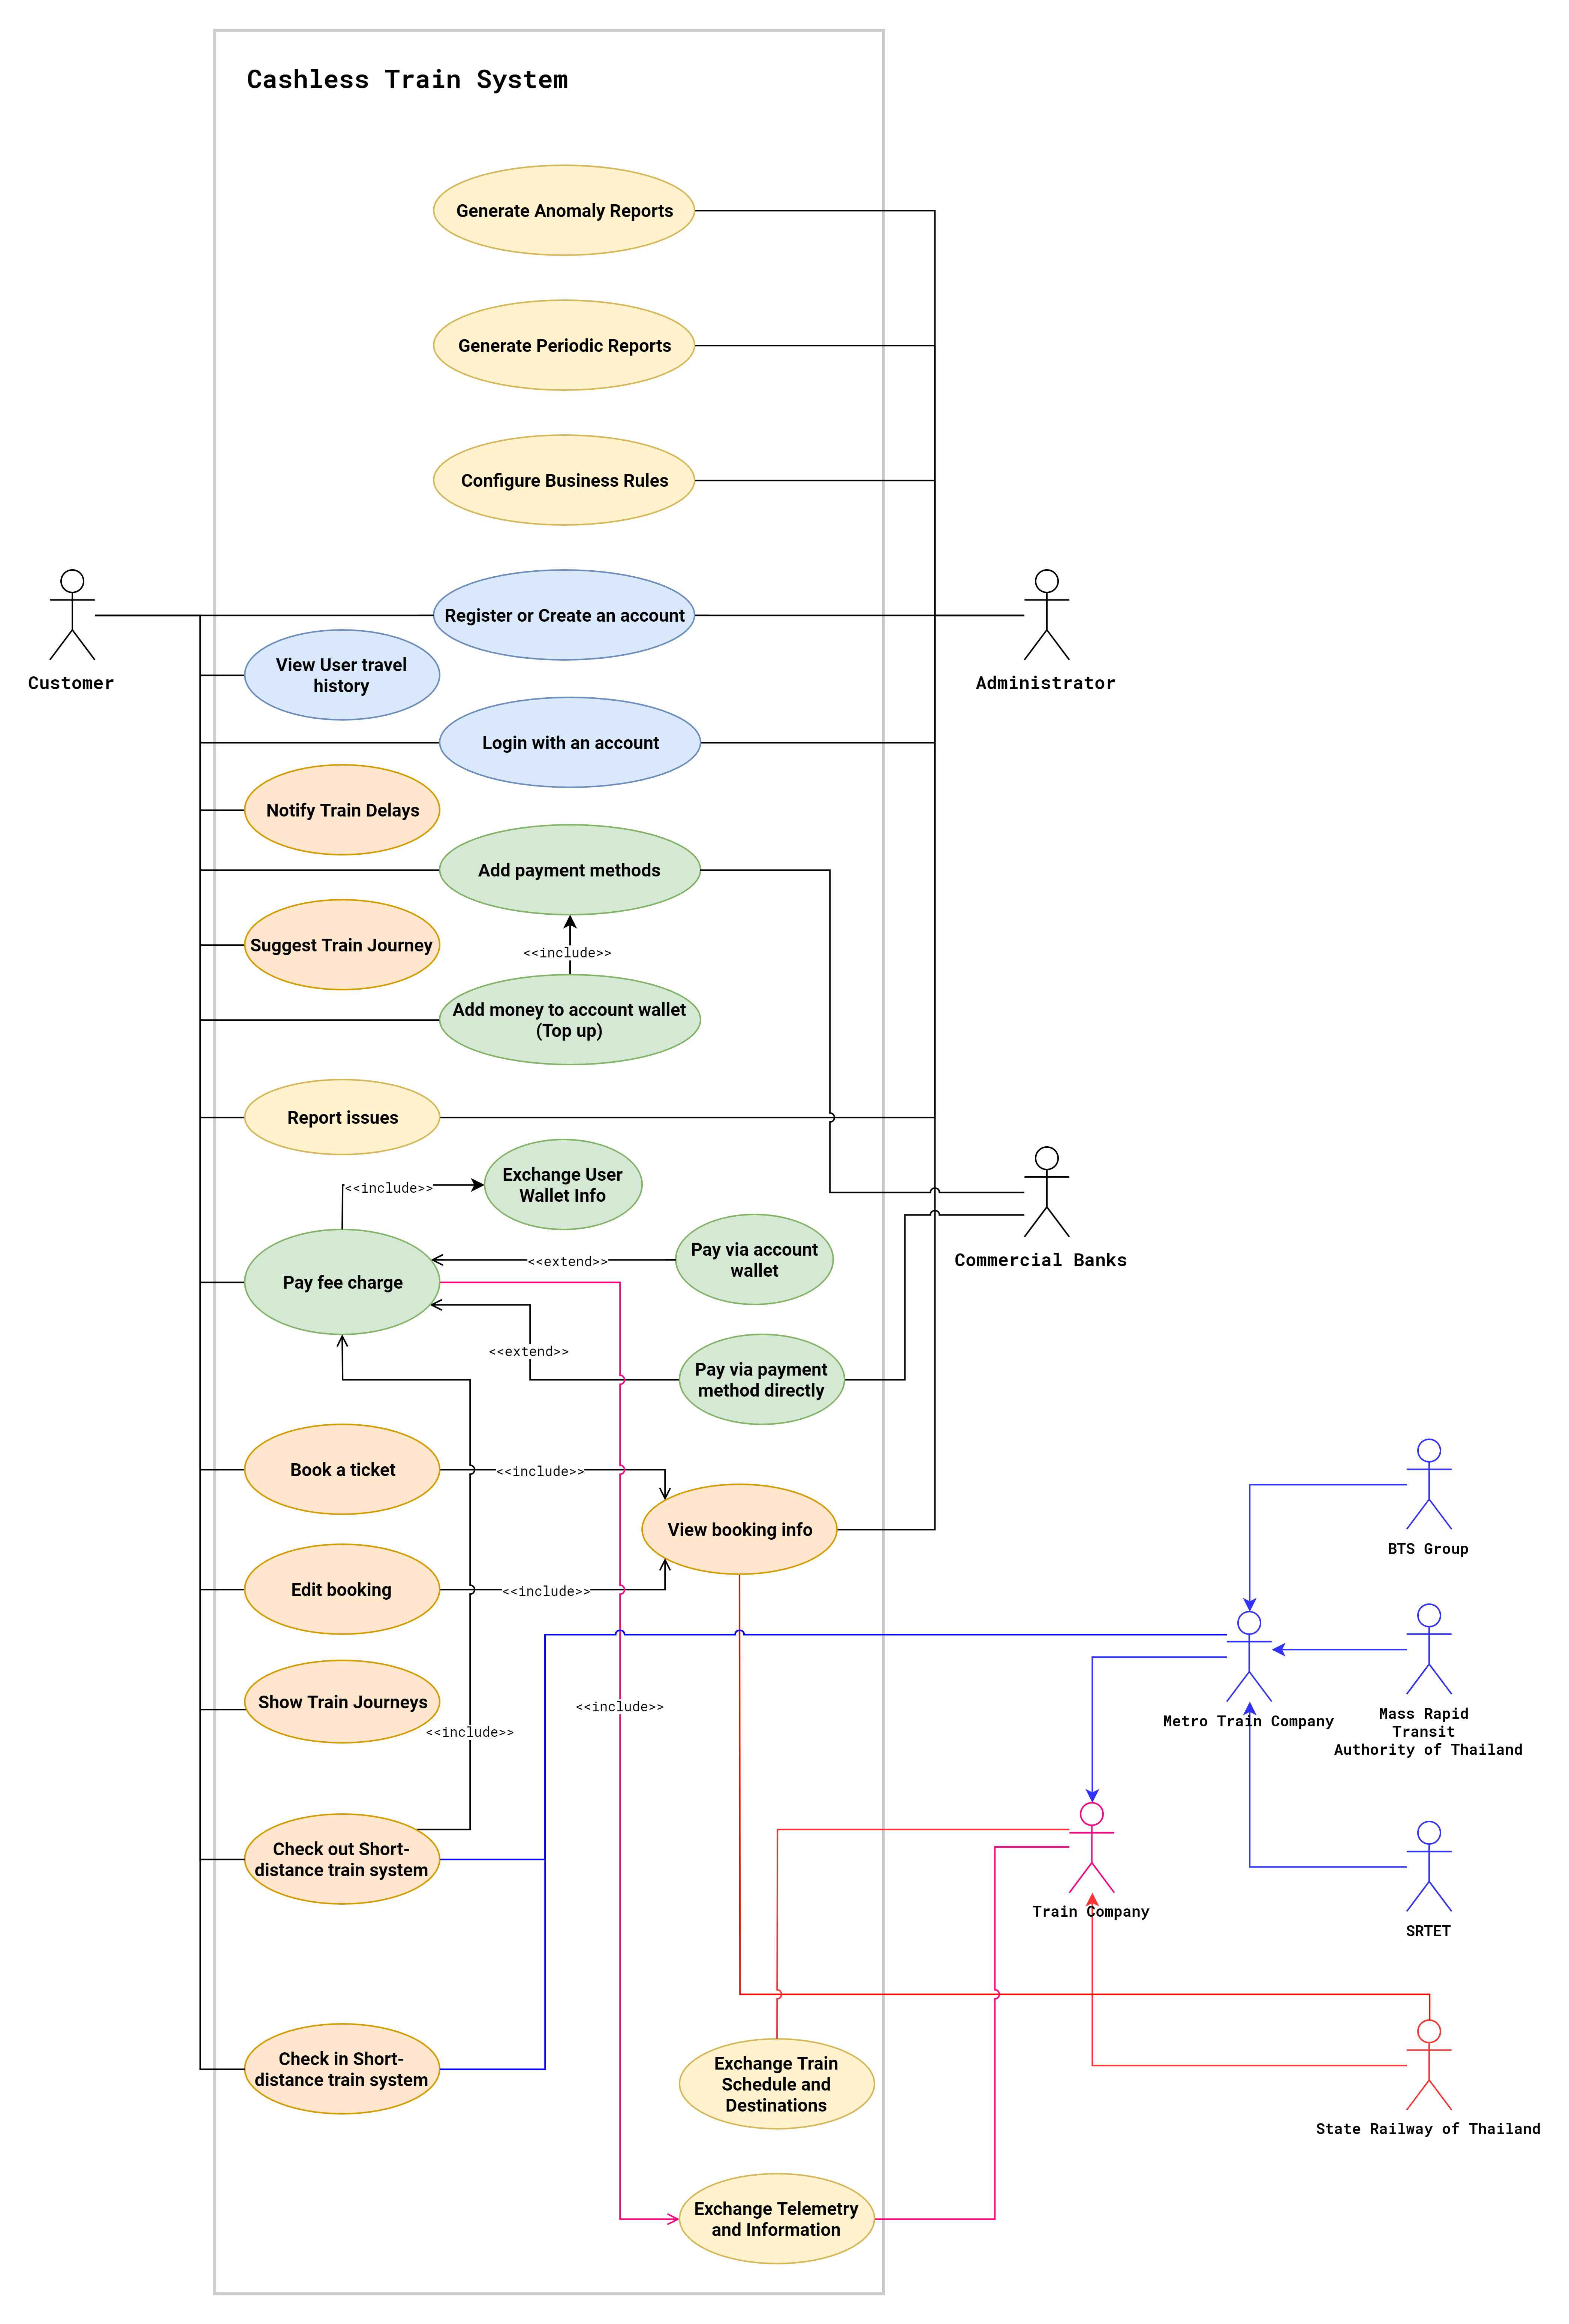 Cashless Train System
Generate Anomaly Reports
Generate Periodic Reports
Configure Business Rules
Register or Create an account
Customer
Administrator
View User travel
history
Login with an account
Notify Train Delays
Add payment methods
Suggest Train Journey
<<include>>
Add money to account wallet
(Top up)
Report issues
Exchange User
Wallet Info
<<include>>
Pay via account
wallet
Commercial Banks
<<extend>>
Pay fee charge
<<extend>>
Pay via payment
method directly
Book a ticket
<<include>>
View booking info
BTS Group
Edit booking
<<include>>
Show Train Journeys
<<include>>
<<include>>
Metro Train Company
Mass Rapid
Transit
Authority of Thailand
Check out Short-
distance train system
Train Company
SRTET
Check in Short-
distance train system
Exchange Train
Schedule and
Destinations
State Railway of Thailand
Exchange Telemetry
and Information